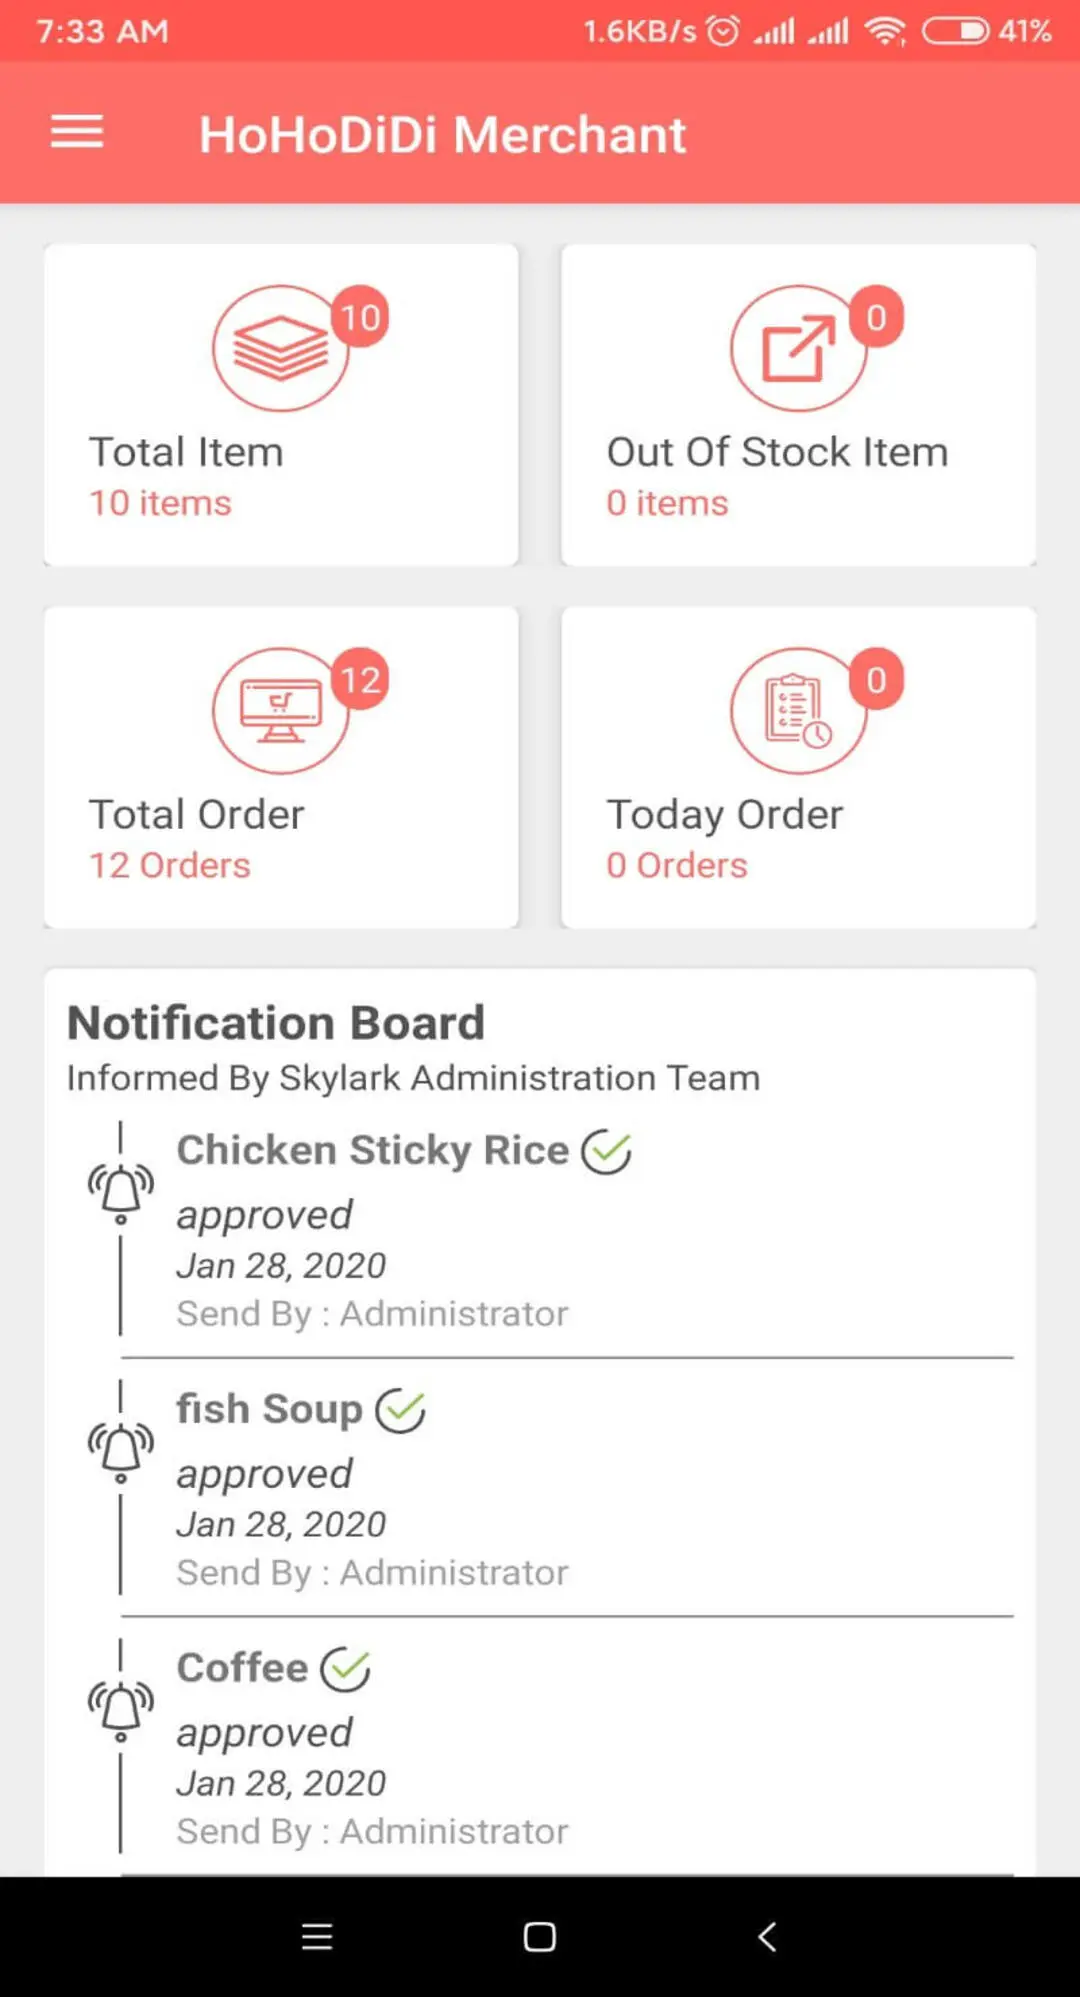 7:33 AM 1.6KB/s 41%
HoHoDiDi Merchant
10
Total Item
10 items
0
Out Of Stock Item
0 items
12
Total Order
12 Orders
0
Today Order
0 Orders
Notification Board
Informed By Skylark Administration Team
Chicken Sticky Rice
approved
Jan 28, 2020
Send By : Administrator
fish Soup
approved
Jan 28, 2020
Send By : Administrator
Coffee
approved
Jan 28, 2020
Send By : Administrator